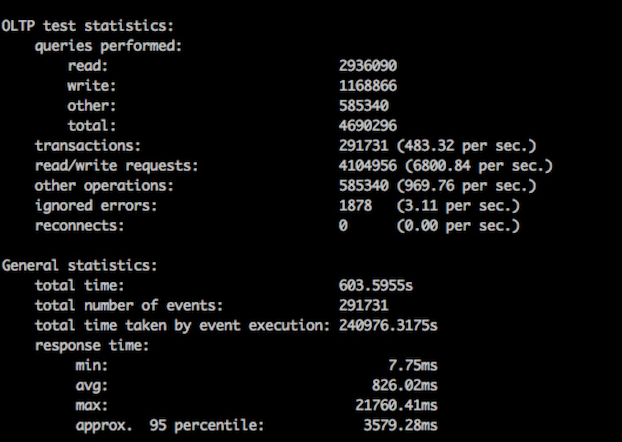 OLTP test statistics:
queries performed:
read: 2936090
write: 1168866
other: 585340
total: 4690296
transactions: 291731 (483.32 per sec.)
read/write requests: 4104956 (6800.84 per sec.)
other operations: 585340 (969.76 per sec.)
ignored errors: 1878 (3.11 per sec.)
reconnects: 0 (0.00 per sec.)
General statistics:
total time: 603.5955s
total number of events: 291731
total time taken by event execution: 240976.3175s
response time:
min: 7.75ms
avg: 826.02ms
max: 21760.41ms
approx. 95 percentile: 3579.28ms